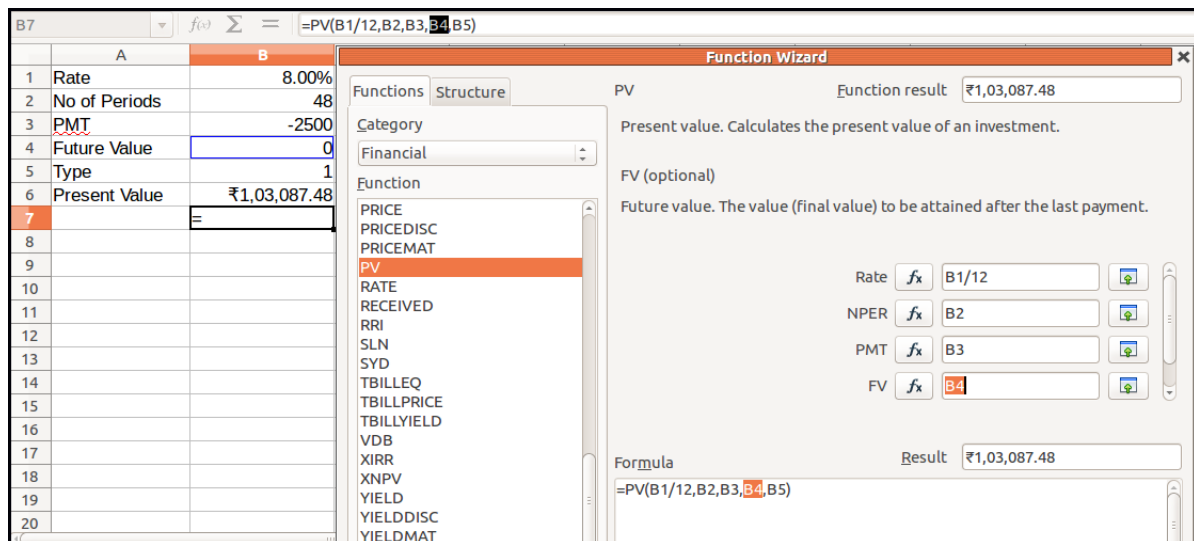 B7 f(x) Σ = =PV(B1/12,B2,B3,B4,B5)
A B
1 Rate 8.00%
2 No of Periods 48
3 PMT -2500
4 Future Value 0
5 Type 1
6 Present Value ₹1,03,087.48
7 =
8
9
10
11
12
13
14
15
16
17
18
19
20
Function Wizard
Functions Structure
Category
Financial
Function
PRICE
PRICEDISC
PRICEMAT
PV
RATE
RECEIVED
RRI
SLN
SYD
TBILLEQ
TBILLPRICE
TBILLYIELD
VDB
XIRR
XNPV
YIELD
YIELDDISC
YIELDMAT
PV Function result ₹1,03,087.48
Present value. Calculates the present value of an investment.
FV (optional)
Future value. The value (final value) to be attained after the last payment.
Rate fx B1/12
NPER fx B2
PMT fx B3
FV fx B4
Formula Result ₹1,03,087.48
=PV(B1/12,B2,B3,B4,B5)